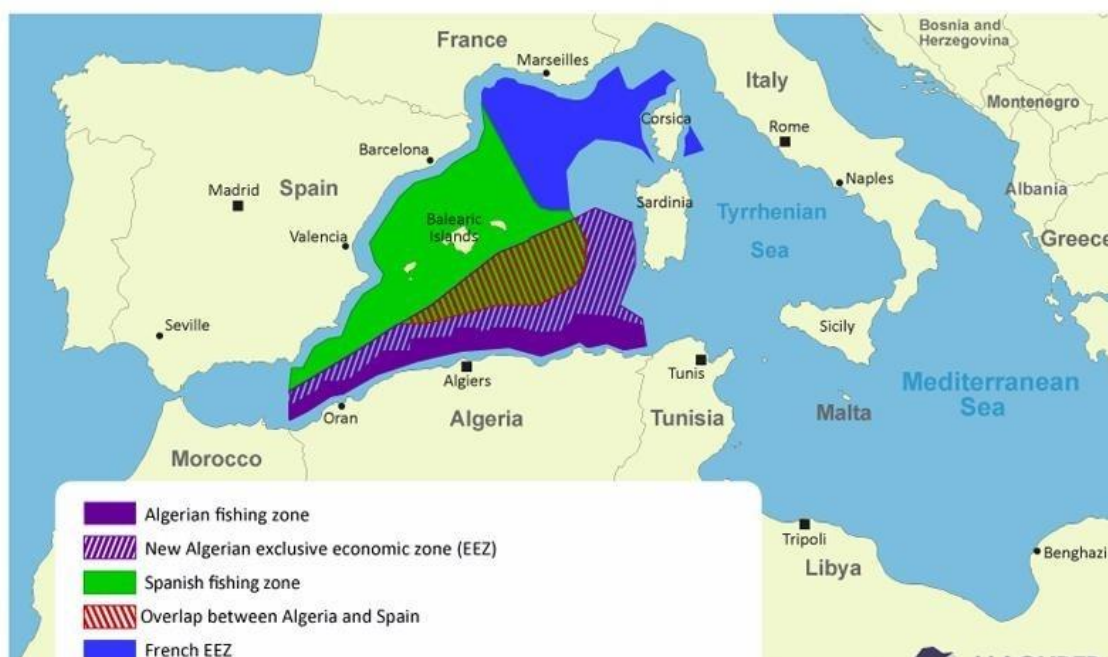 France
Marseilles
Bosnia and
Herzegovina
Italy
Montenegro
Corsica
Rome
Barcelona
Madrid
Spain
Naples
Albania
Sardinia
Balearic
Islands
Tyrrhenian
Sea
Valencia
Greece
Seville
Sicily
Algiers
Tunis
Mediterranean
Sea
Oran
Algeria
Tunisia
Malta
Morocco
Algerian fishing zone
New Algerian exclusive economic zone (EEZ)
Spanish fishing zone
Overlap between Algeria and Spain
French EEZ
Tripoli
Benghazi
Libya